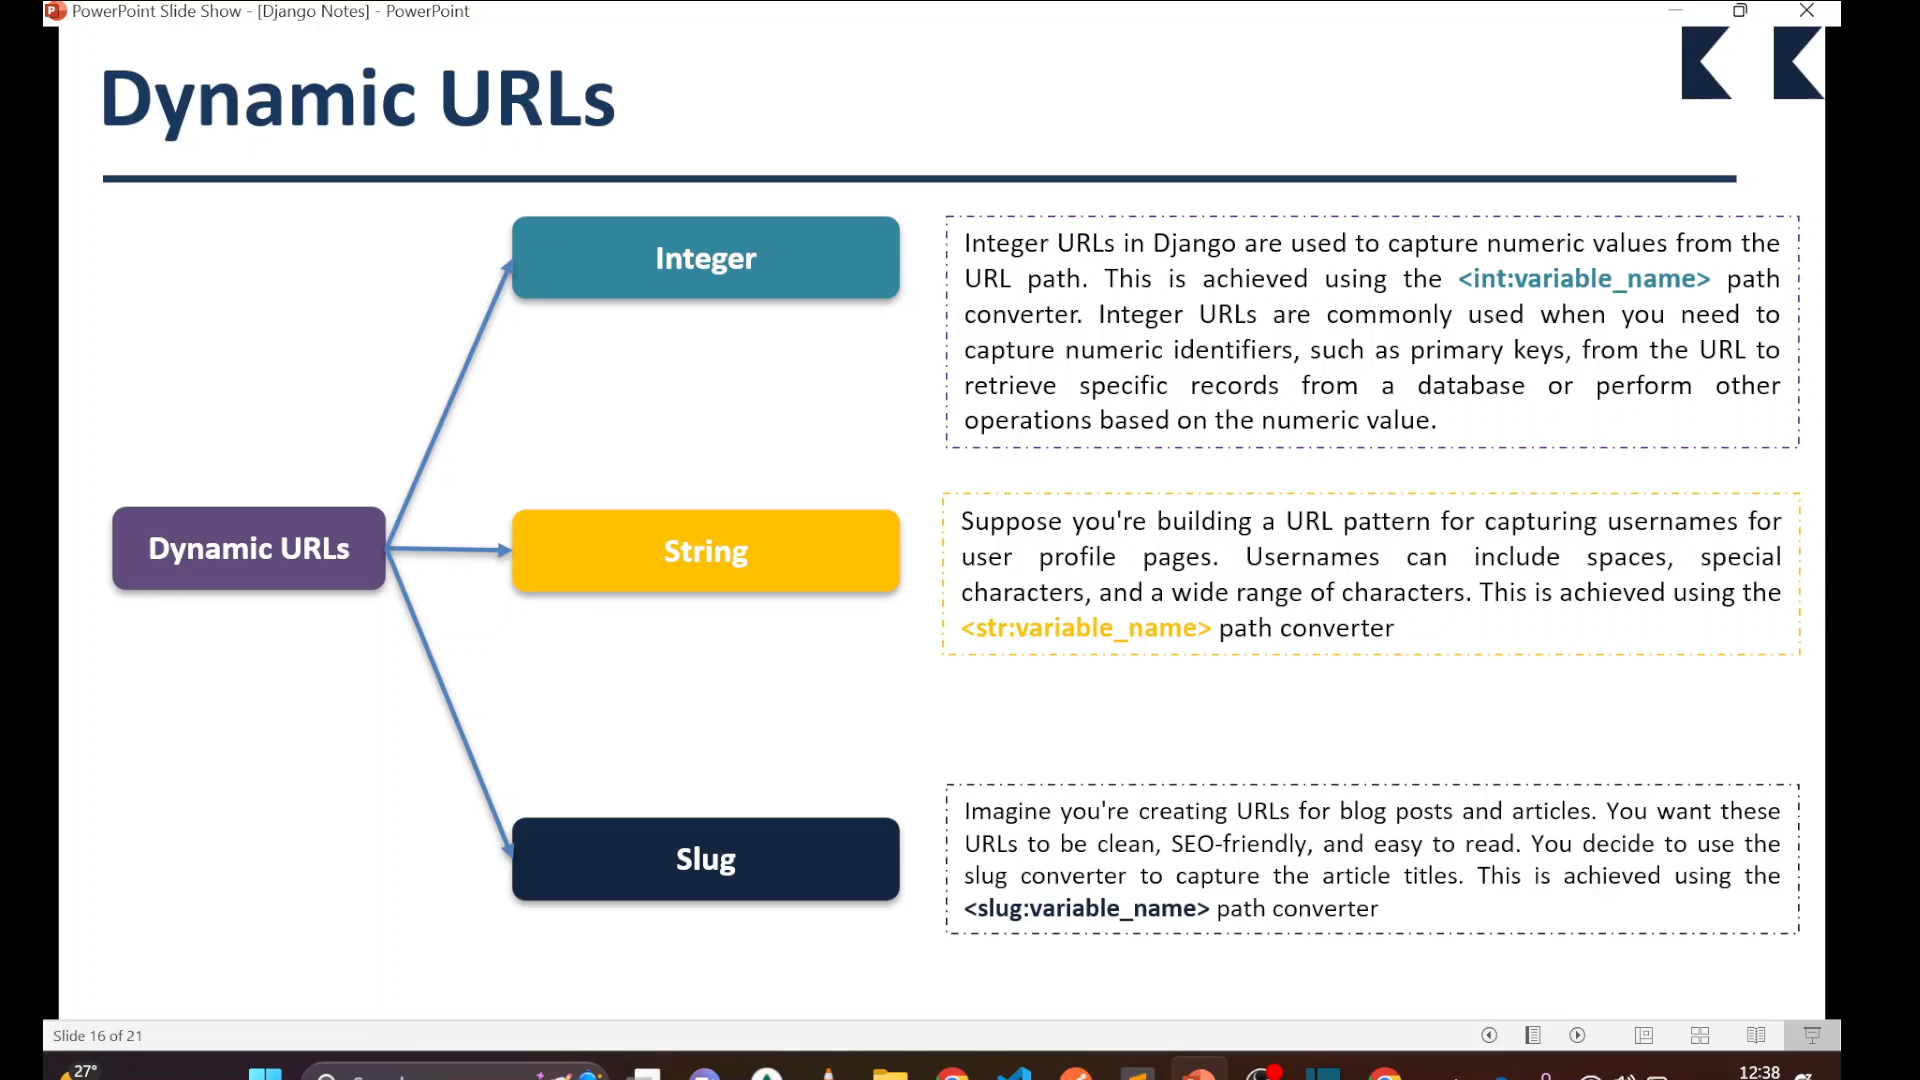 PowerPoint Slide Show - [Django Notes] - PowerPoint
Dynamic URLs
Integer
Integer URLs in Django are used to capture numeric values from the
URL path. This is achieved using the <int:variable_name> path
converter. Integer URLs are commonly used when you need to
capture numeric identifiers, such as primary keys, from the URL to
retrieve specific records from a database or perform other
operations based on the numeric value.
Dynamic URLs
String
Suppose you're building a URL pattern for capturing usernames for
user profile pages. Usernames can include spaces, special
characters, and a wide range of characters. This is achieved using the
<str:variable_name> path converter
Slug
Imagine you're creating URLs for blog posts and articles. You want these
URLs to be clean, SEO-friendly, and easy to read. You decide to use the
slug converter to capture the article titles. This is achieved using the
<slug:variable_name> path converter
Slide 16 of 21
27°
12:38